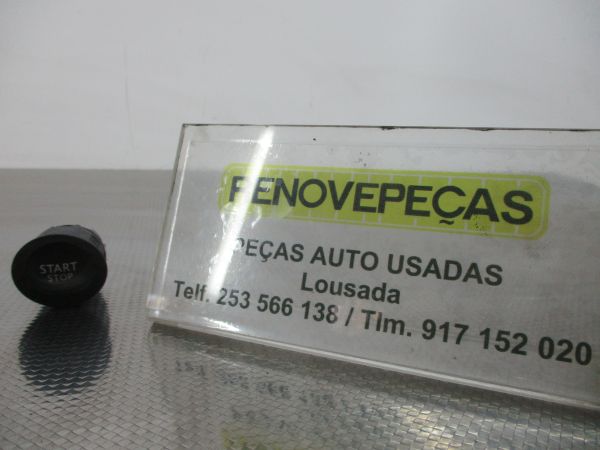 START
STOP
RENOVEPEÇAS
PEÇAS AUTO USADAS
Lousada
Telf. 253 566 138 / Tlm. 917 152 020